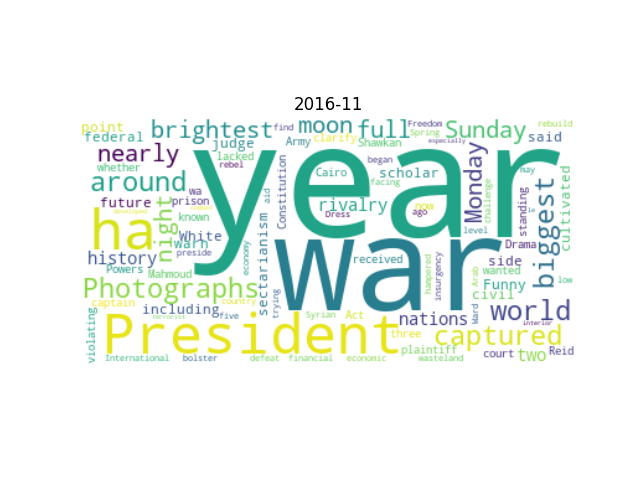 2016-11
point
brightest
moon
full
Freedom
Spring
Sunday
rebuild
federal
judge
find
Army
clarify
Shawkan
especially
said
nearly
whether
lacked
rebel
year
began
scholar
Monday
may
around
wa
Constitution
Cairo
facing
challenge
biggest
cultivated
future
prison
night
aid
rivalry
now
level
standing
developed
ha
known
White
Dress
ago
Drama
history
warn
economy
sectarianism
war
received
hampered
insurgency
side
low
Powers
Mahmoud
preside
wanted
Arab
Funny
Photographs
country
trying
civil
world
captain
including
five
Syrian
Act
nations
Ward
interior
violating
terrorist
President
three
captured
plaintiff
court
two
Reid
International
bolster
defeat
financial
economic
wasteland